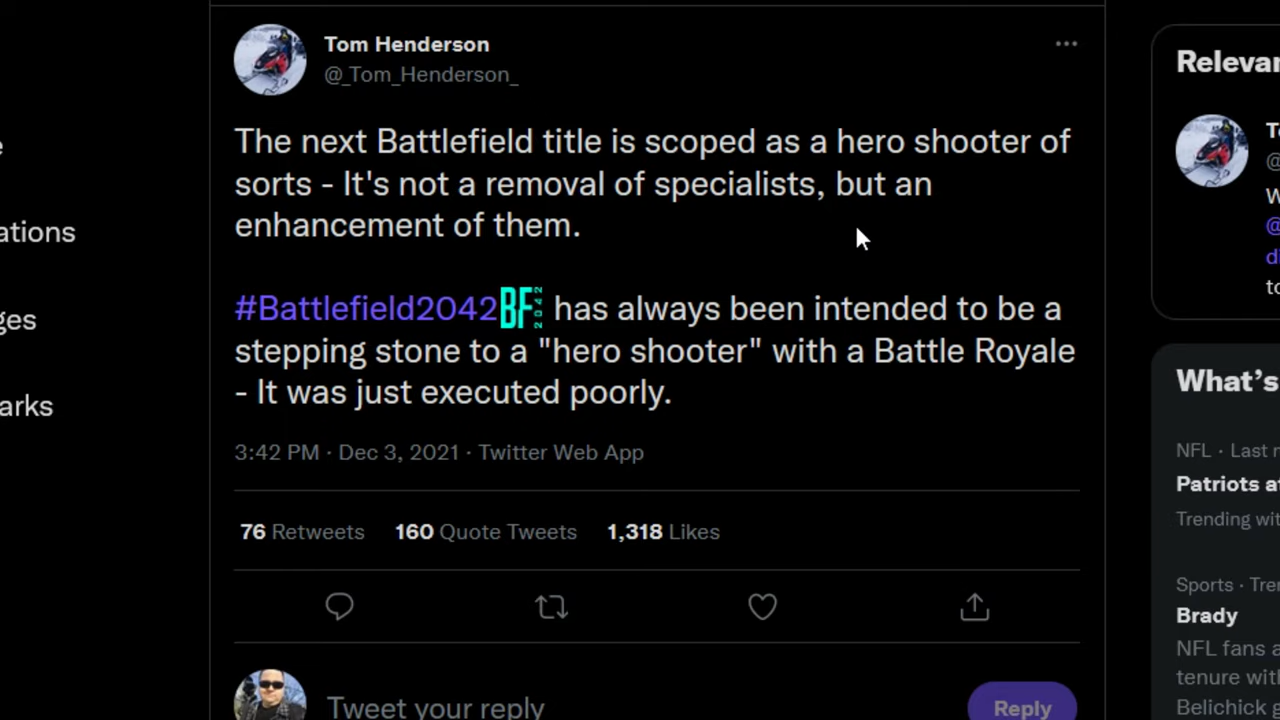 Tom Henderson
@_Tom_Henderson_
The next Battlefield title is scoped as a hero shooter of
sorts - It's not a removal of specialists, but an
enhancement of them.
#Battlefield2042 BF 2042 has always been intended to be a
stepping stone to a "hero shooter" with a Battle Royale
- It was just executed poorly.
3:42 PM · Dec 3, 2021 · Twitter Web App
76 Retweets 160 Quote Tweets 1,318 Likes
Tweet your reply
Reply
ations
ges
arks
Relevan
T
@
W
@
d
to
What's
NFL · Last n
Patriots a
Trending wit
Sports · Tre
Brady
NFL fans a
tenure with
Belichick g